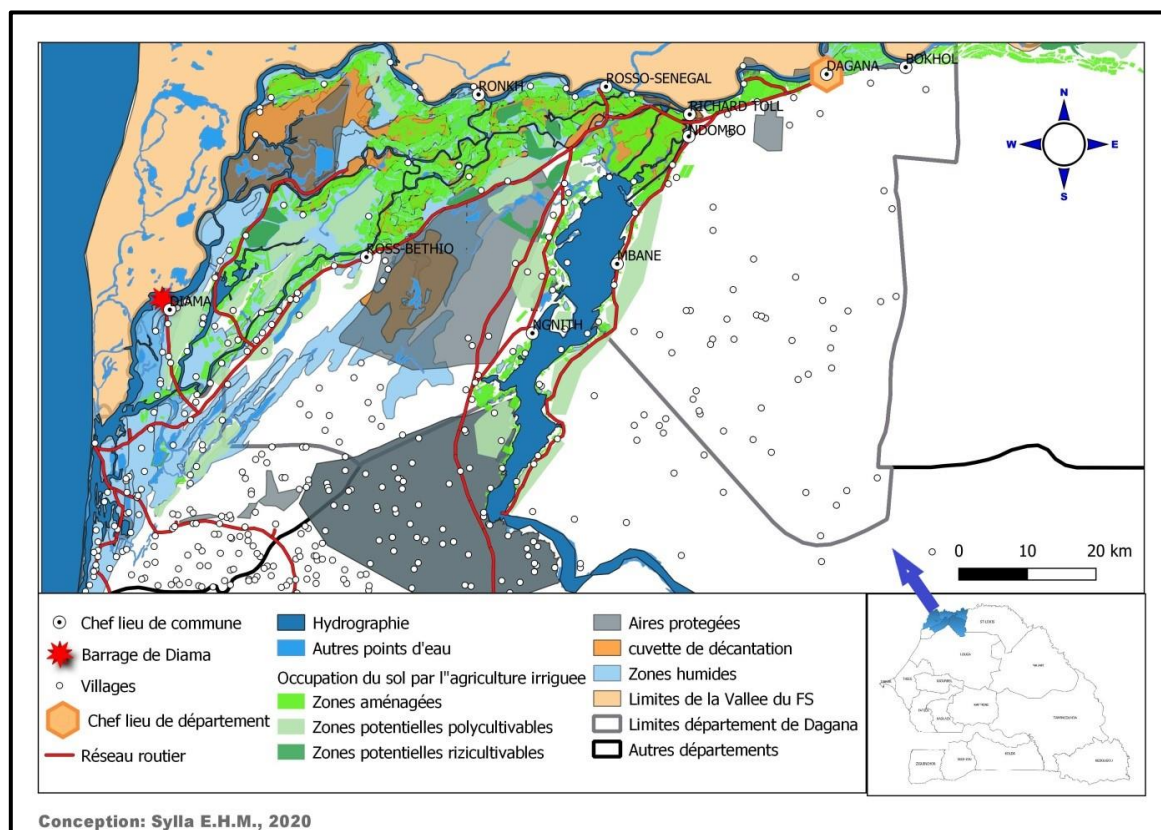 DAGANA
BOKHOL
RONKH
ROSSO-SENEGAL
RICHARD TOLL
NDOMBO
N
W E
S
ROSS-BETHIO
MBANE
DIAMA
NGNITH
0 10 20 km
Chef lieu de commune
Barrage de Diama
Villages
Chef lieu de département
Réseau routier
Hydrographie
Autres points d'eau
Occupation du sol par l"agriculture irriguee
Zones aménagées
Zones potentielles polycultivables
Zones potentielles rizicultivables
Aires protegées
cuvette de décantation
Zones humides
Limites de la Vallee du FS
Limites département de Dagana
Autres départements
Conception: Sylla E.H.M., 2020